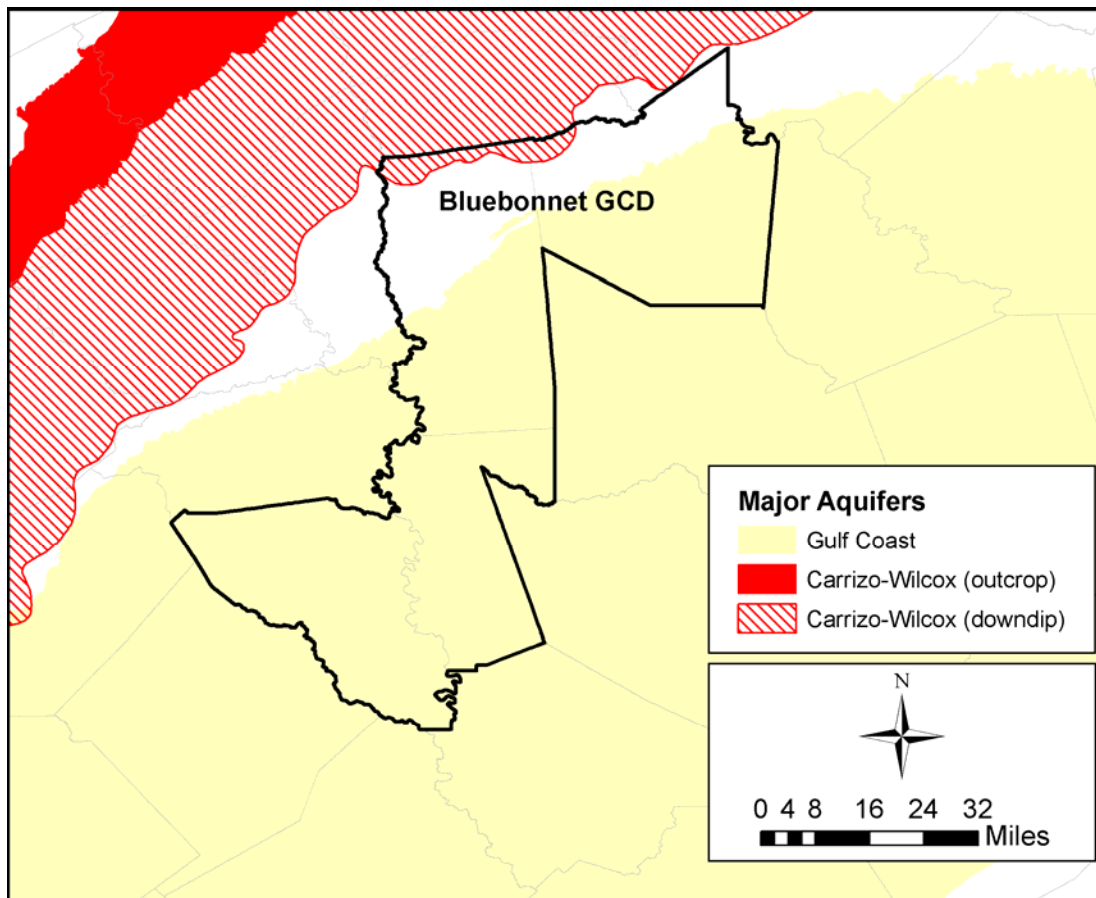 Bluebonnet GCD
Major Aquifers
Gulf Coast
Carrizo-Wilcox (outcrop)
Carrizo-Wilcox (downdip)
N
0 4 8 16 24 32
Miles